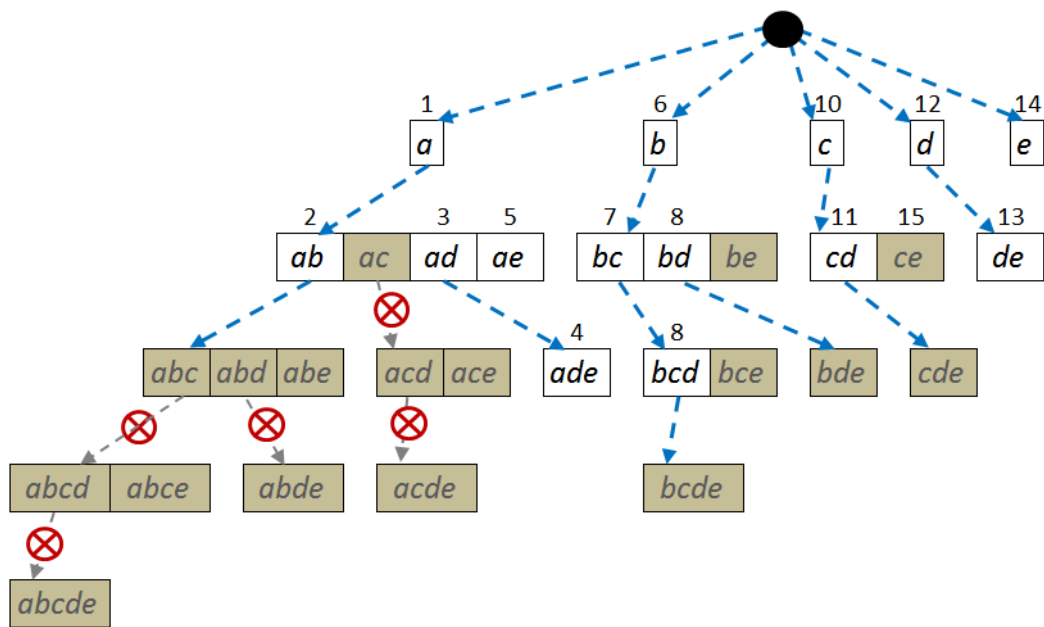 1 6 10 12 14
a b c d e
2 3 5 7 8 11 15 13
ab ac ad ae bc bd be cd ce de
4 8
abc abd abe acd ace ade bcd bce bde cde
abcd abce abde acde bcde
abcde